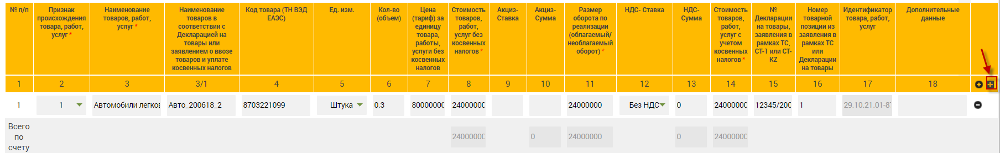 № п/п
Признак
происхождения
товара, работ,
услуг *
Наименование
товаров, работ,
услуг *
Наименование
товаров в
соответствии с
Декларацией на
товары или
заявлением о ввозе
товаров и уплате
косвенных налогов
Код товара (ТН ВЭД
ЕАЭС)
Ед. изм.
Кол-во
(объем)
Цена
(тариф) за
единицу
товара,
работы,
услуги без
косвенных
налогов
Стоимость
товаров,
работ,
услуг без
косвенных
налогов *
Акциз-
Ставка
Акциз-
Сумма
Размер
оборота по
реализации
(облагаемый/
необлагаемый
оборот) *
НДС- Ставка
НДС-
Сумма
Стоимость
товаров,
работ,
услуг с
учетом
косвенных
налогов *
№
Декларации
на товары,
заявления в
рамках ТС,
СТ-1 или СТ-
KZ
Номер
товарной
позиции из
заявления в
рамках ТС
или
Декларации
на товары
Идентификатор
товара, работ,
услуг
Дополнительные
данные
1 2 3 3/1 4 5 6 7 8 9 10 11 12 13 14 15 16 17 18
1 1 Автомобили легков Авто_200618_2 8703221099 Штука 0.3 80000000 24000000 24000000 Без НДС 0 24000000 12345/200 1 29.10.21.01-8
Всего
по
счету
24000000 0 24000000 0 24000000